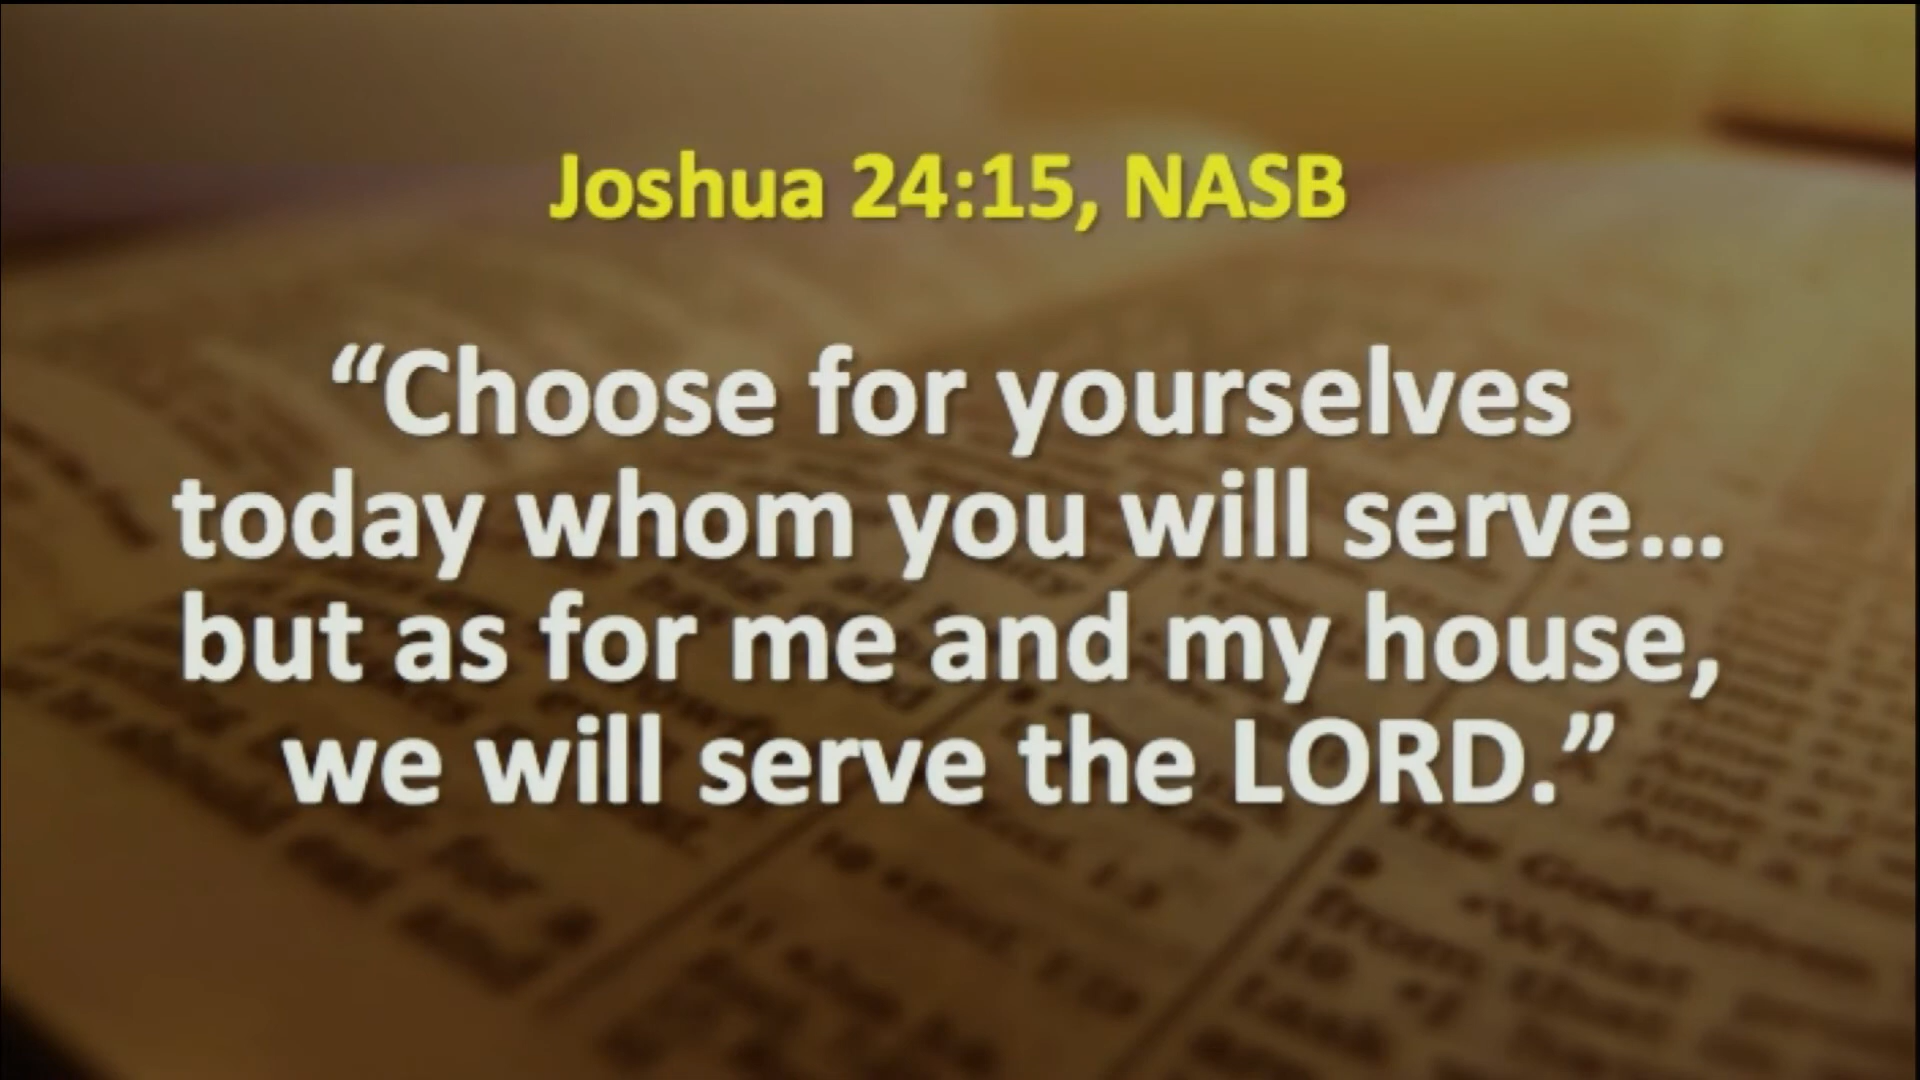 Joshua 24:15, NASB
“Choose for yourselves
today whom you will serve...
but as for me and my house,
we will serve the LORD.”